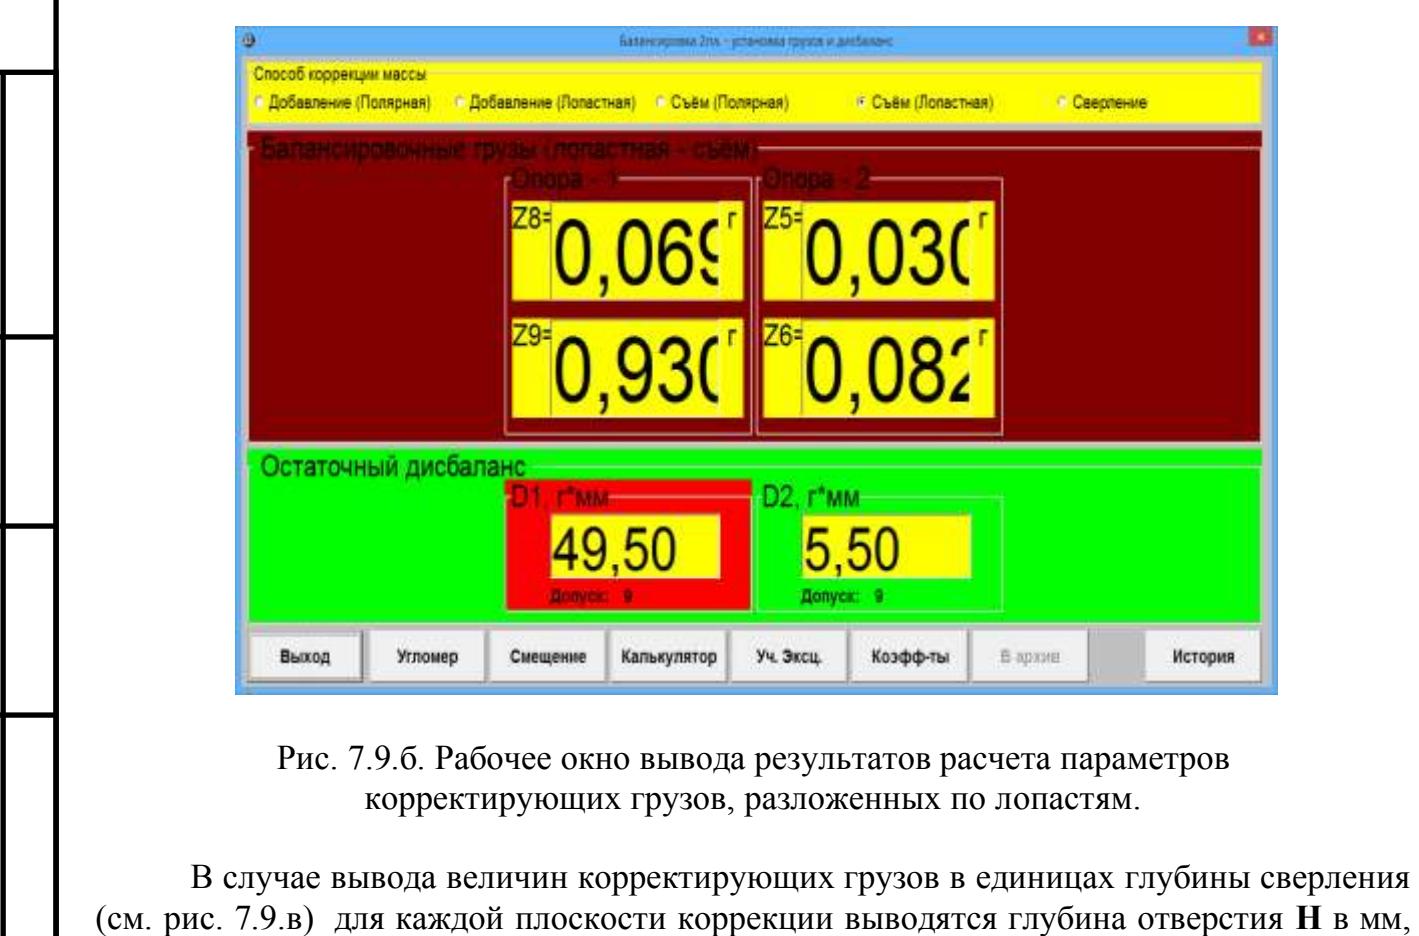 Балансировка 2пл. - установка грузов и дисбаланс
Способ коррекции массы
Добавление (Полярная) Добавление (Лопастная) Съём (Полярная) Съём (Лопастная) Сверление
Балансировочные грузы (лопастная - съём)
Опора - 1 Опора - 2
Z8= 0,069 г Z5= 0,030 г
Z9= 0,930 г Z6= 0,082 г
Остаточный дисбаланс
D1, г*мм D2, г*мм
49,50 5,50
Допуск: 9 Допуск: 9
Выход Угломер Смещение Калькулятор Уч. Эксц. Коэфф-ты В архив История
Рис. 7.9.б. Рабочее окно вывода результатов расчета параметров
корректирующих грузов, разложенных по лопастям.
В случае вывода величин корректирующих грузов в единицах глубины сверления
(см. рис. 7.9.в) для каждой плоскости коррекции выводятся глубина отверстия Н в мм,